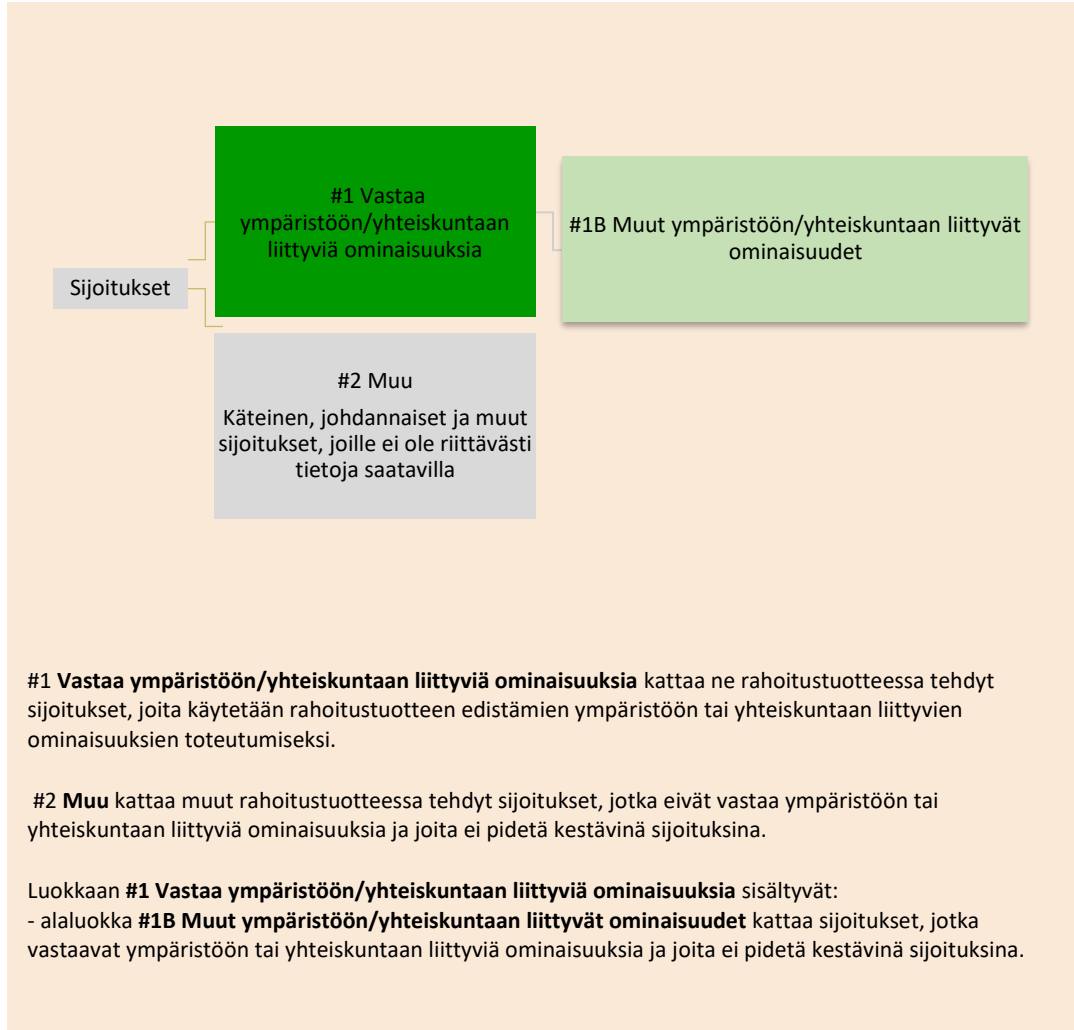 #1 Vastaa
ympäristöön/yhteiskuntaan
liittyviä ominaisuuksia
#1B Muut ympäristöön/yhteiskuntaan liittyvät
ominaisuudet
Sijoitukset
#2 Muu
Käteinen, johdannaiset ja muut
sijoitukset, joille ei ole riittävästi
tietoja saatavilla
#1 Vastaa ympäristöön/yhteiskuntaan liittyviä ominaisuuksia kattaa ne rahoitustuotteessa tehdyt
sijoitukset, joita käytetään rahoitustuotteen edistämien ympäristöön tai yhteiskuntaan liittyvien
ominaisuuksien toteutumiseksi.
#2 Muu kattaa muut rahoitustuotteessa tehdyt sijoitukset, jotka eivät vastaa ympäristöön tai
yhteiskuntaan liittyviä ominaisuuksia ja joita ei pidetä kestävinä sijoituksina.
Luokkaan #1 Vastaa ympäristöön/yhteiskuntaan liittyviä ominaisuuksia sisältyvät:
- alaluokka #1B Muut ympäristöön/yhteiskuntaan liittyvät ominaisuudet kattaa sijoitukset, jotka
vastaavat ympäristöön tai yhteiskuntaan liittyviä ominaisuuksia ja joita ei pidetä kestävinä sijoituksina.